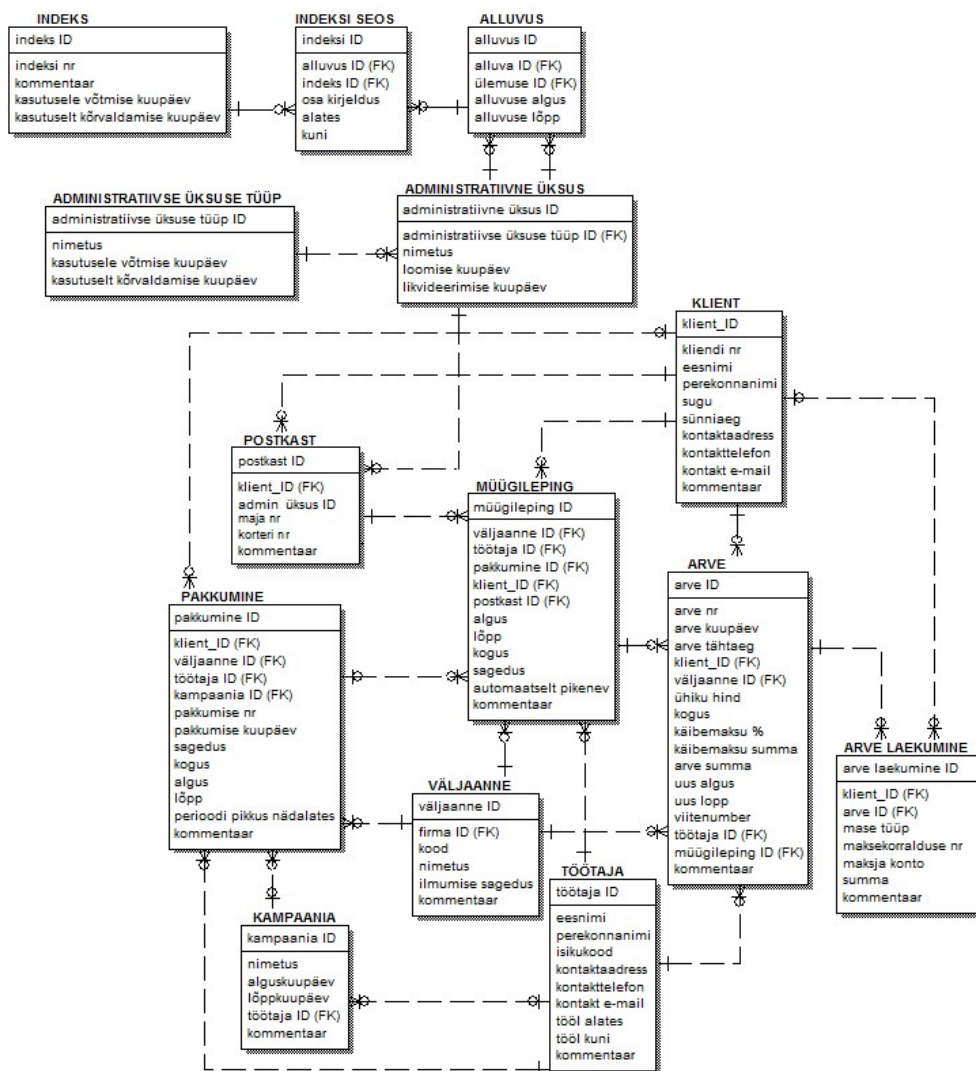 INDEKS
indeks ID
indeksi nr
kommentaar
kasutusele võtmise kuupäev
kasutuselt kõrvaldamise kuupäev
INDEKSI SEOS
indeksi ID
alluvus ID (FK)
indeks ID (FK)
osa kirjeldus
alates
kuni
ALLUVUS
alluvus ID
alluva ID (FK)
ülemuse ID (FK)
alluvuse algus
alluvuse lõpp
ADMINISTRATIIVSE ÜKSUSE TÜÜP
administratiivse üksuse tüüp ID
nimetus
kasutusele võtmise kuupäev
kasutuselt kõrvaldamise kuupäev
ADMINISTRATIIVNE ÜKSUS
administratiivne üksus ID
administratiivse üksuse tüüp ID (FK)
nimetus
loomise kuupäev
likvideerimise kuupäev
KLIENT
klient_ID
kliendi nr
eesnimi
perekonnanimi
sugu
sünniaeg
kontaktaadress
kontakttelefon
kontakt e-mail
kommentaar
POSTKAST
postkast ID
klient_ID (FK)
admin üksus ID
maja nr
korteri nr
kommentaar
MÜÜGILEPING
müügileping ID
väljaanne ID (FK)
töötaja ID (FK)
pakkumine ID (FK)
klient_ID (FK)
postkast ID (FK)
algus
lõpp
kogus
sagedus
automaatselt pikenev
kommentaar
ARVE
arve ID
arve nr
arve kuupäev
arve tähtaeg
klient_ID (FK)
väljaanne ID (FK)
ühiku hind
kogus
käibemaksu %
käibemaksu summa
arve summa
uus algus
uus lopp
viitenumber
töötaja ID (FK)
müügileping ID (FK)
kommentaar
PAKKUMINE
pakkumine ID
klient_ID (FK)
väljaanne ID (FK)
töötaja ID (FK)
kampaania ID (FK)
pakkumise nr
pakkumise kuupäev
sagedus
kogus
algus
lõpp
perioodi pikkus nädalates
kommentaar
ARVE LAEKUMINE
arve laekumine ID
klient_ID (FK)
arve ID (FK)
mase tüüp
maksekorralduse nr
maksja konto
summa
kommentaar
VÄLJAANNE
väljaanne ID
firma ID (FK)
kood
nimetus
ilmumise sagedus
kommentaar
TÖÖTAJA
töötaja ID
eesnimi
perekonnanimi
isikukood
kontaktaadress
kontakttelefon
kontakt e-mail
tööl alates
tööl kuni
kommentaar
KAMPAANIA
kampaania ID
nimetus
alguskuupäev
lõppkuupäev
töötaja ID (FK)
kommentaar